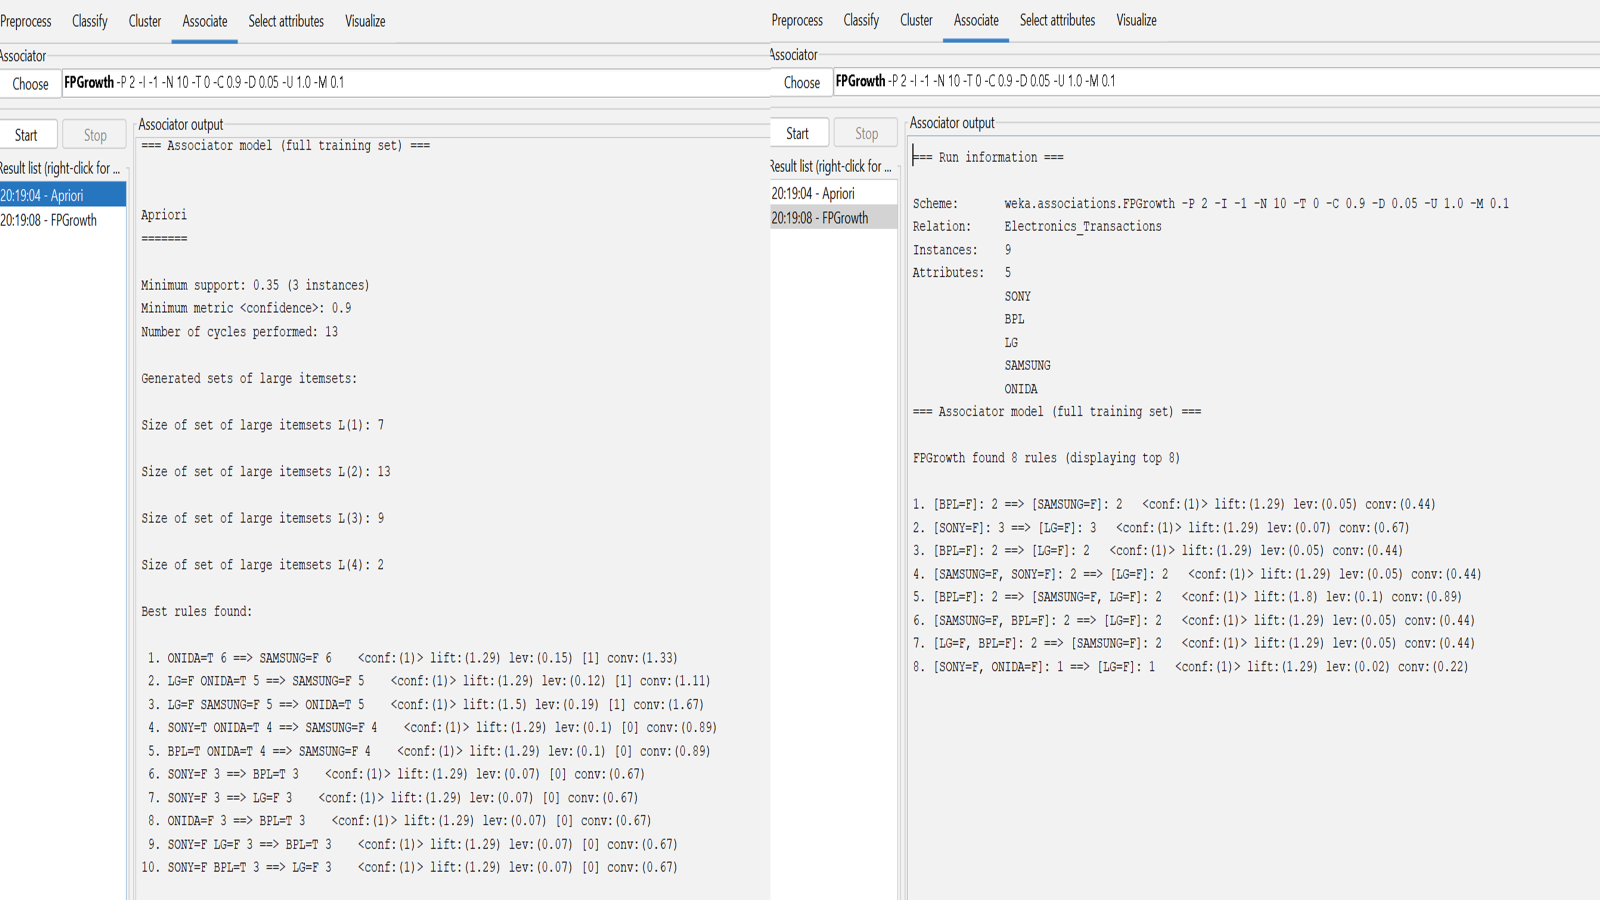 Preprocess Classify Cluster Associate Select attributes Visualize
Associator
Choose FPGrowth -P 2 -I -1 -N 10 -T 0 -C 0.9 -D 0.05 -U 1.0 -M 0.1
Start Stop
Result list (right-click for ...
20:19:04 - Apriori
20:19:08 - FPGrowth
Associator output
=== Associator model (full training set) ===
Apriori
=======
Minimum support: 0.35 (3 instances)
Minimum metric <confidence>: 0.9
Number of cycles performed: 13
Generated sets of large itemsets:
Size of set of large itemsets L(1): 7
Size of set of large itemsets L(2): 13
Size of set of large itemsets L(3): 9
Size of set of large itemsets L(4): 2
Best rules found:
1. ONIDA=T 6 ==> SAMSUNG=F 6 <conf:(1)> lift:(1.29) lev:(0.15) [1] conv:(1.33)
2. LG=F ONIDA=T 5 ==> SAMSUNG=F 5 <conf:(1)> lift:(1.29) lev:(0.12) [1] conv:(1.11)
3. LG=F SAMSUNG=F 5 ==> ONIDA=T 5 <conf:(1)> lift:(1.5) lev:(0.19) [1] conv:(1.67)
4. SONY=T ONIDA=T 4 ==> SAMSUNG=F 4 <conf:(1)> lift:(1.29) lev:(0.1) [0] conv:(0.89)
5. BPL=T ONIDA=T 4 ==> SAMSUNG=F 4 <conf:(1)> lift:(1.29) lev:(0.1) [0] conv:(0.89)
6. SONY=F 3 ==> BPL=T 3 <conf:(1)> lift:(1.29) lev:(0.07) [0] conv:(0.67)
7. SONY=F 3 ==> LG=F 3 <conf:(1)> lift:(1.29) lev:(0.07) [0] conv:(0.67)
8. ONIDA=F 3 ==> BPL=T 3 <conf:(1)> lift:(1.29) lev:(0.07) [0] conv:(0.67)
9. SONY=F LG=F 3 ==> BPL=T 3 <conf:(1)> lift:(1.29) lev:(0.07) [0] conv:(0.67)
10. SONY=F BPL=T 3 ==> LG=F 3 <conf:(1)> lift:(1.29) lev:(0.07) [0] conv:(0.67)
Preprocess Classify Cluster Associate Select attributes Visualize
Associator
Choose FPGrowth -P 2 -I -1 -N 10 -T 0 -C 0.9 -D 0.05 -U 1.0 -M 0.1
Start Stop
Result list (right-click for ...
20:19:04 - Apriori
20:19:08 - FPGrowth
Associator output
=== Run information ===
Scheme: weka.associations.FPGrowth -P 2 -I -1 -N 10 -T 0 -C 0.9 -D 0.05 -U 1.0 -M 0.1
Relation: Electronics_Transactions
Instances: 9
Attributes: 5
SONY
BPL
LG
SAMSUNG
ONIDA
=== Associator model (full training set) ===
FPGrowth found 8 rules (displaying top 8)
1. [BPL=F]: 2 ==> [SAMSUNG=F]: 2 <conf:(1)> lift:(1.29) lev:(0.05) conv:(0.44)
2. [SONY=F]: 3 ==> [LG=F]: 3 <conf:(1)> lift:(1.29) lev:(0.07) conv:(0.67)
3. [BPL=F]: 2 ==> [LG=F]: 2 <conf:(1)> lift:(1.29) lev:(0.05) conv:(0.44)
4. [SAMSUNG=F, SONY=F]: 2 ==> [LG=F]: 2 <conf:(1)> lift:(1.29) lev:(0.05) conv:(0.44)
5. [BPL=F]: 2 ==> [SAMSUNG=F, LG=F]: 2 <conf:(1)> lift:(1.8) lev:(0.1) conv:(0.89)
6. [SAMSUNG=F, BPL=F]: 2 ==> [LG=F]: 2 <conf:(1)> lift:(1.29) lev:(0.05) conv:(0.44)
7. [LG=F, BPL=F]: 2 ==> [SAMSUNG=F]: 2 <conf:(1)> lift:(1.29) lev:(0.05) conv:(0.44)
8. [SONY=F, ONIDA=F]: 1 ==> [LG=F]: 1 <conf:(1)> lift:(1.29) lev:(0.02) conv:(0.22)